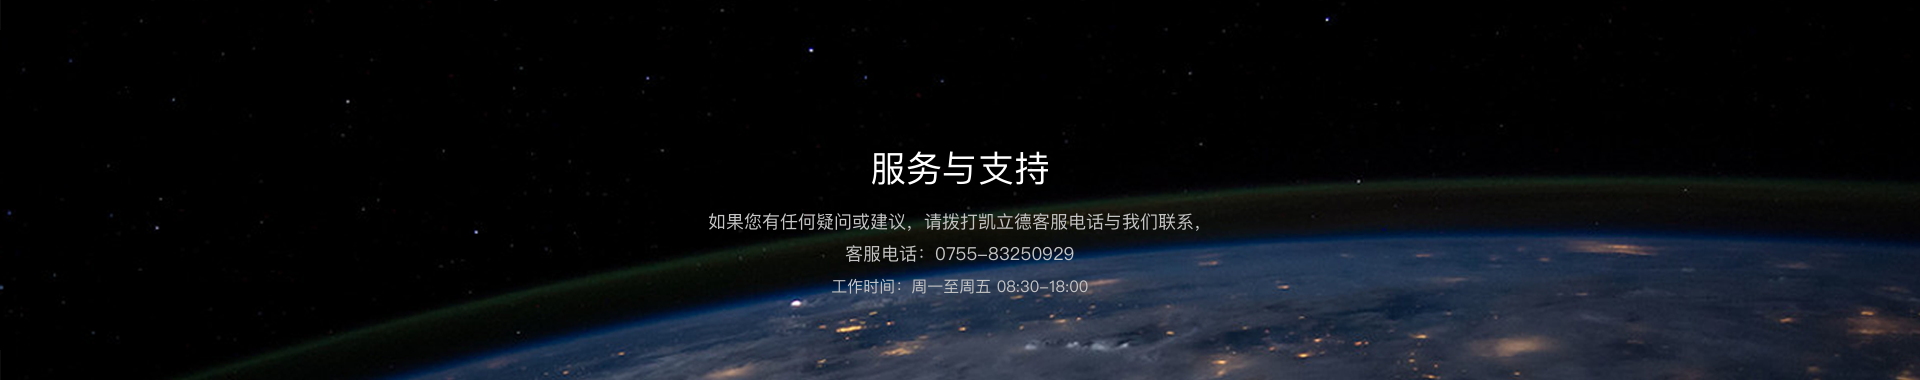 服务与支持
如果您有任何疑问或建议，请拨打凯立德客服电话与我们联系，
客服电话：0755-83250929
工作时间：周一至周五 08:30-18:00